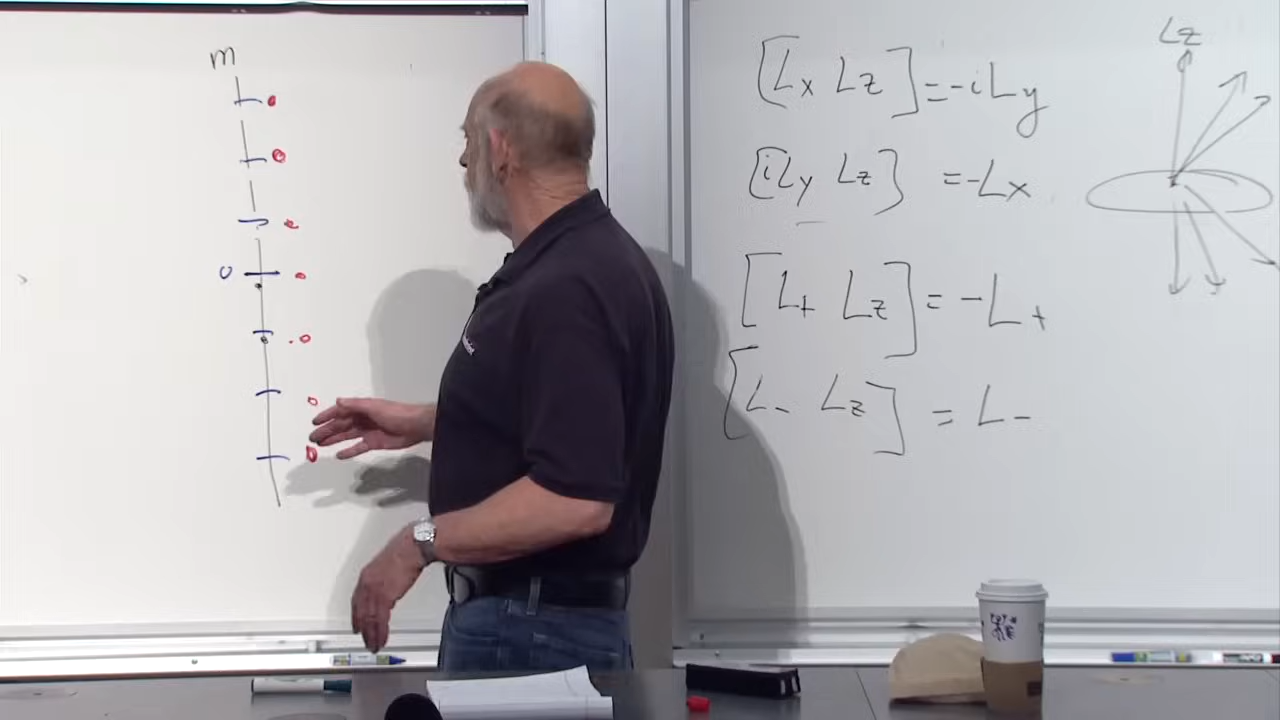 m
0
[Lx Lz] = -iLy
[iLy Lz] = -Lx
[L+ Lz] = -L+
[L- Lz] = L-
Lz